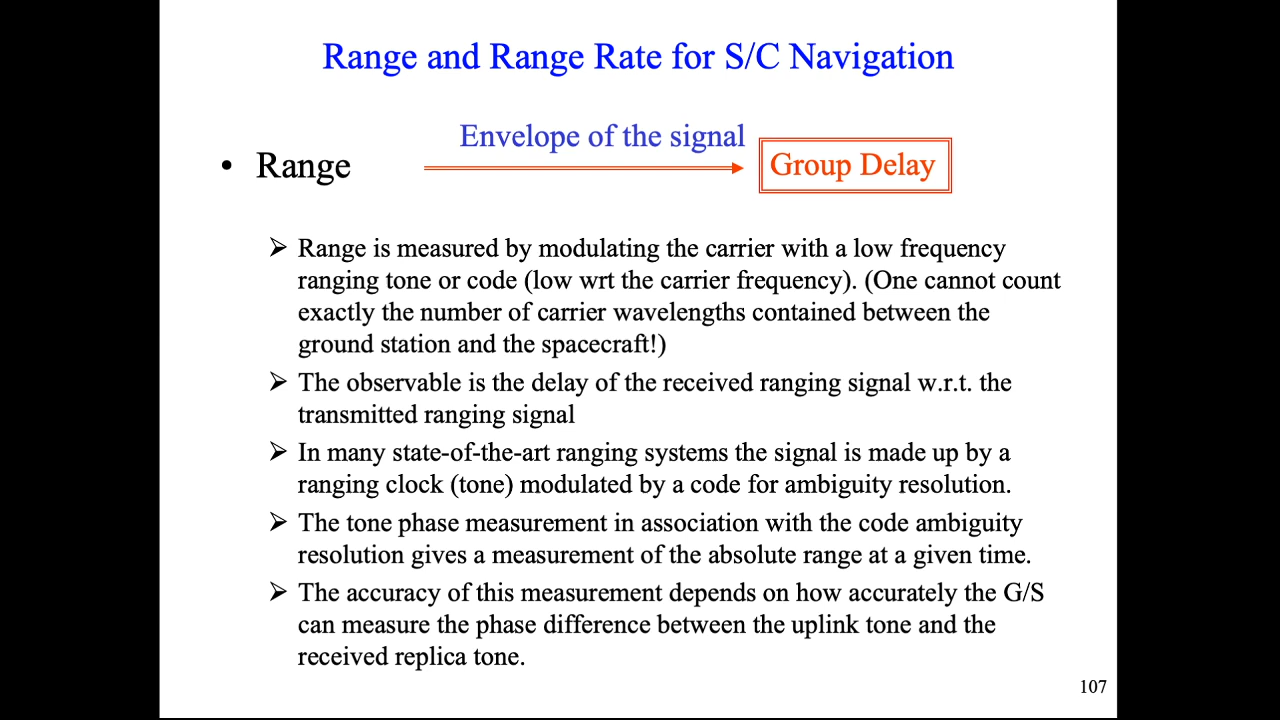 Range and Range Rate for S/C Navigation
Envelope of the signal
• Range
Group Delay
➢ Range is measured by modulating the carrier with a low frequency
ranging tone or code (low wrt the carrier frequency). (One cannot count
exactly the number of carrier wavelengths contained between the
ground station and the spacecraft!)
➢ The observable is the delay of the received ranging signal w.r.t. the
transmitted ranging signal
➢ In many state-of-the-art ranging systems the signal is made up by a
ranging clock (tone) modulated by a code for ambiguity resolution.
➢ The tone phase measurement in association with the code ambiguity
resolution gives a measurement of the absolute range at a given time.
➢ The accuracy of this measurement depends on how accurately the G/S
can measure the phase difference between the uplink tone and the
received replica tone.
107